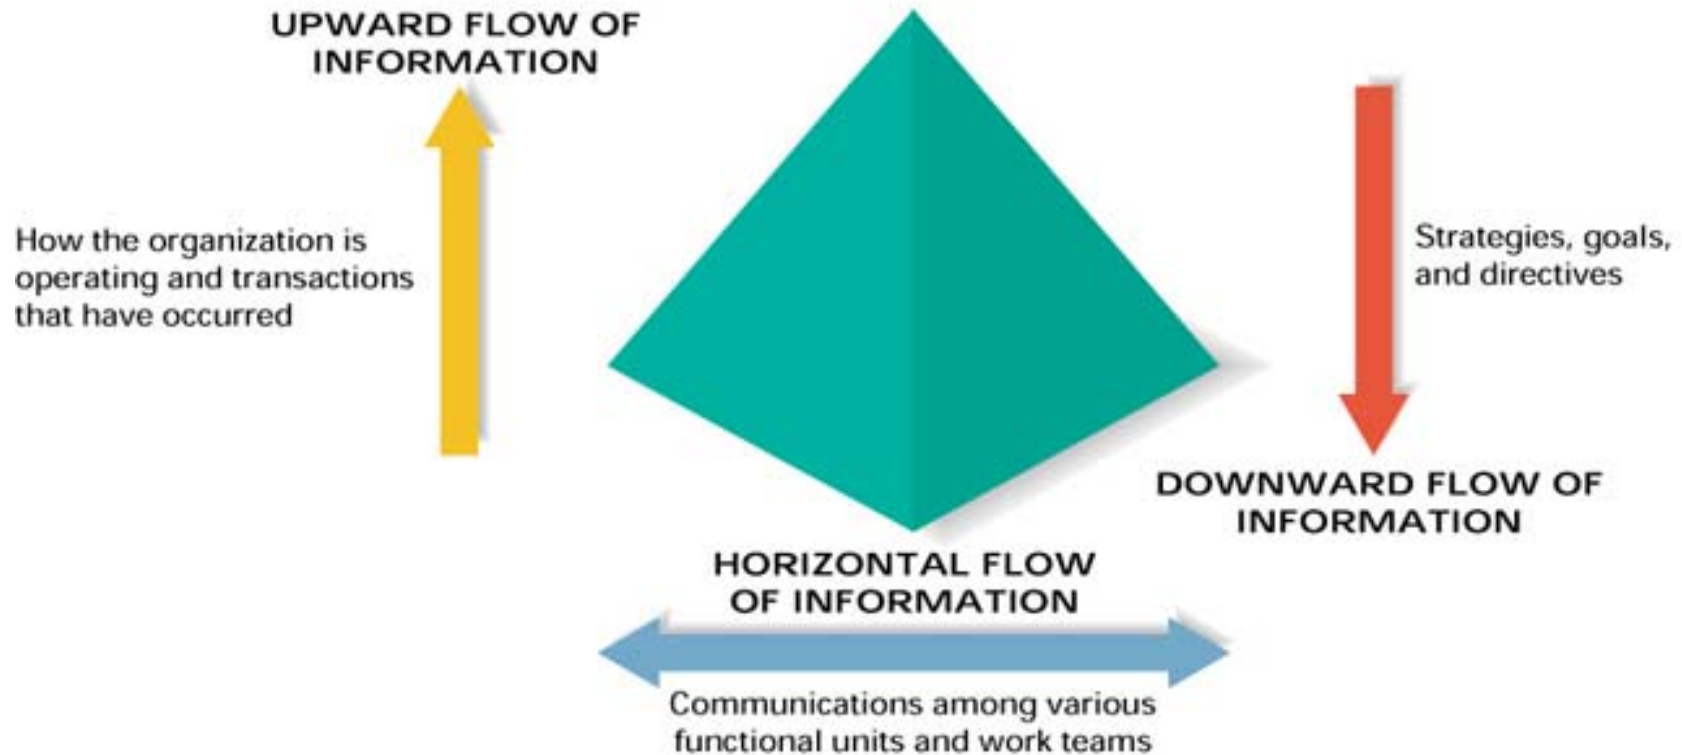 UPWARD FLOW OF
INFORMATION
How the organization is
operating and transactions
that have occurred
Strategies, goals,
and directives
DOWNWARD FLOW OF
INFORMATION
HORIZONTAL FLOW
OF INFORMATION
Communications among various
functional units and work teams